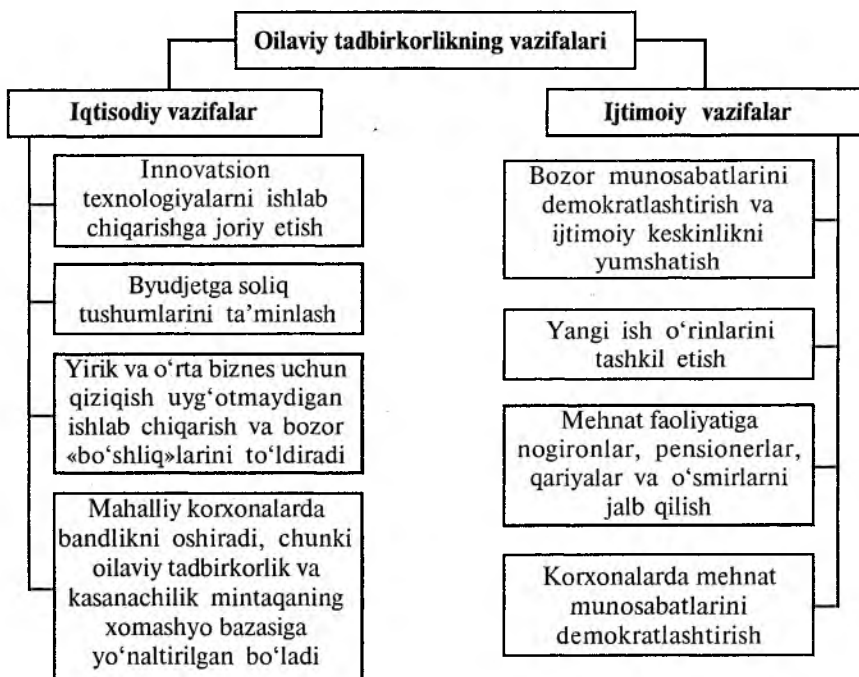 Oilaviy tadbirkorlikning vazifalari
Iqtisodiy vazifalar
Innovatsion
texnologiyalarni ishlab
chiqarishga joriy etish
Byudjetga soliq
tushumlarini ta’minlash
Yirik va o‘rta biznes uchun
qiziqish uyg‘otmaydigan
ishlab chiqarish va bozor
«bo‘shliq»larini to‘ldiradi
Mahalliy korxonalarda
bandlikni oshiradi, chunki
oilaviy tadbirkorlik va
kasanachilik mintaqaning
xomashyo bazasiga
yo‘naltirilgan bo‘ladi
Ijtimoiy vazifalar
Bozor munosabatlarini
demokratlashtirish va
ijtimoiy keskinlikni
yumshatish
Yangi ish o‘rinlarini
tashkil etish
Mehnat faoliyatiga
nogironlar, pensionerlar,
qariyalar va o‘smirlarni
jalb qilish
Korxonalarda mehnat
munosabatlarini
demokratlashtirish